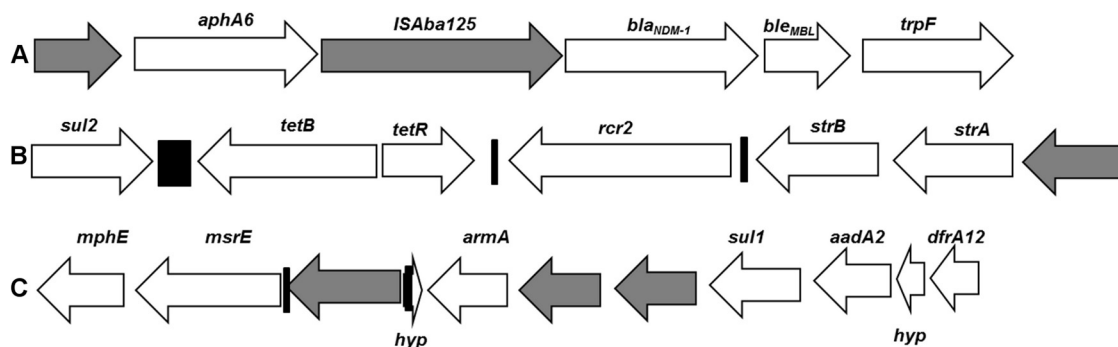 aphA6 ISAba125 blaNDM-1 bleMBL trpF
A
sul2 tetB tetR rcr2 strB strA
B
mphE msrE armA sul1 aadA2 dfrA12
C
hyp hyp